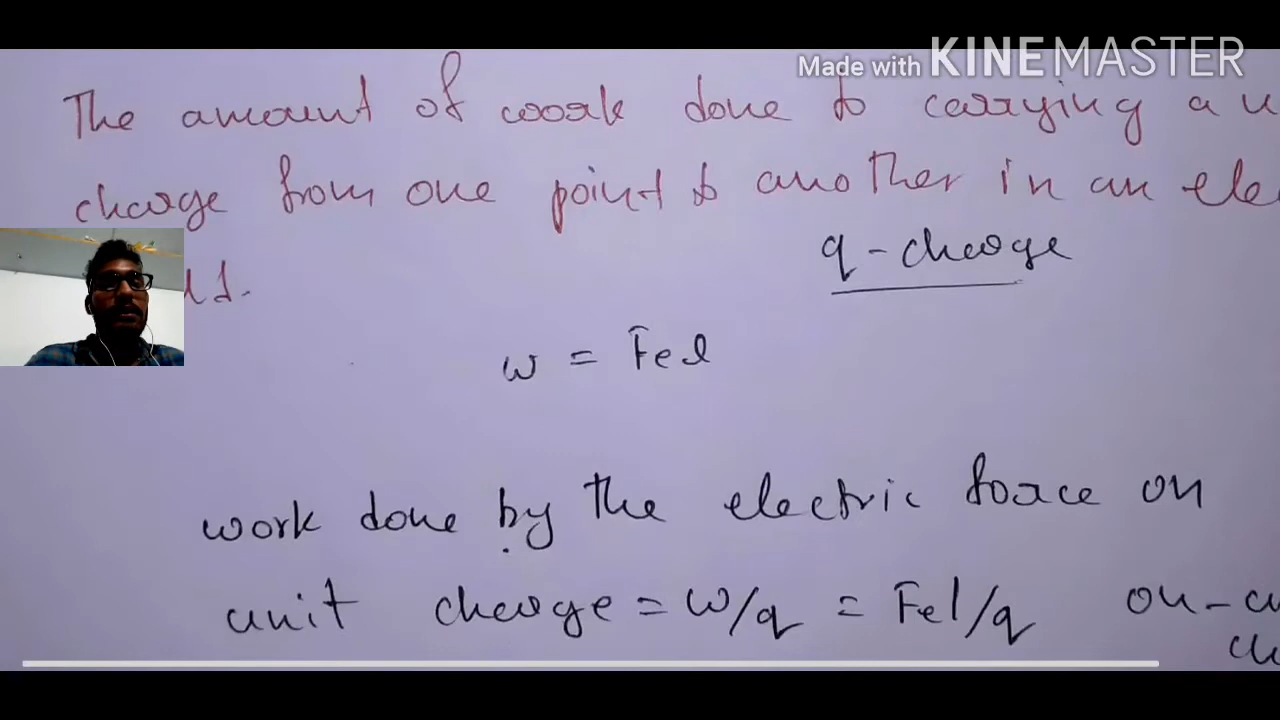 Made with KINEMASTER
The amount of work done to carrying a
charge from one point to another in an
q - charge
w = Fel
work done by the electric force on
unit charge = w/q = Fel/q on -